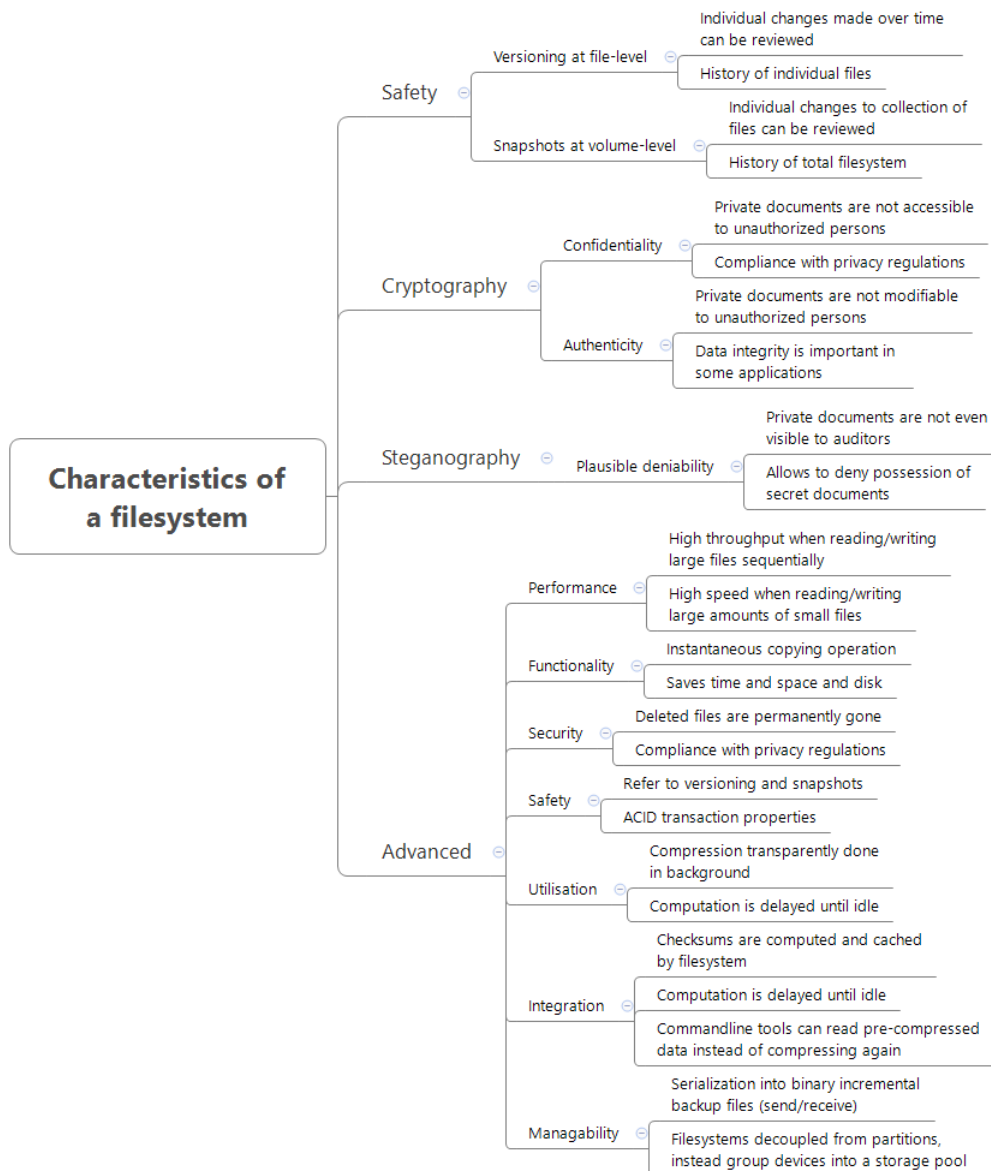 Characteristics of
a filesystem
Safety
Versioning at file-level
Individual changes made over time
can be reviewed
History of individual files
Snapshots at volume-level
Individual changes to collection of
files can be reviewed
History of total filesystem
Cryptography
Confidentiality
Private documents are not accessible
to unauthorized persons
Compliance with privacy regulations
Authenticity
Private documents are not modifiable
to unauthorized persons
Data integrity is important in
some applications
Steganography
Plausible deniability
Private documents are not even
visible to auditors
Allows to deny possession of
secret documents
Advanced
Performance
High throughput when reading/writing
large files sequentially
High speed when reading/writing
large amounts of small files
Functionality
Instantaneous copying operation
Saves time and space and disk
Security
Deleted files are permanently gone
Compliance with privacy regulations
Safety
Refer to versioning and snapshots
ACID transaction properties
Utilisation
Compression transparently done
in background
Computation is delayed until idle
Integration
Checksums are computed and cached
by filesystem
Computation is delayed until idle
Commandline tools can read pre-compressed
data instead of compressing again
Managability
Serialization into binary incremental
backup files (send/receive)
Filesystems decoupled from partitions,
instead group devices into a storage pool